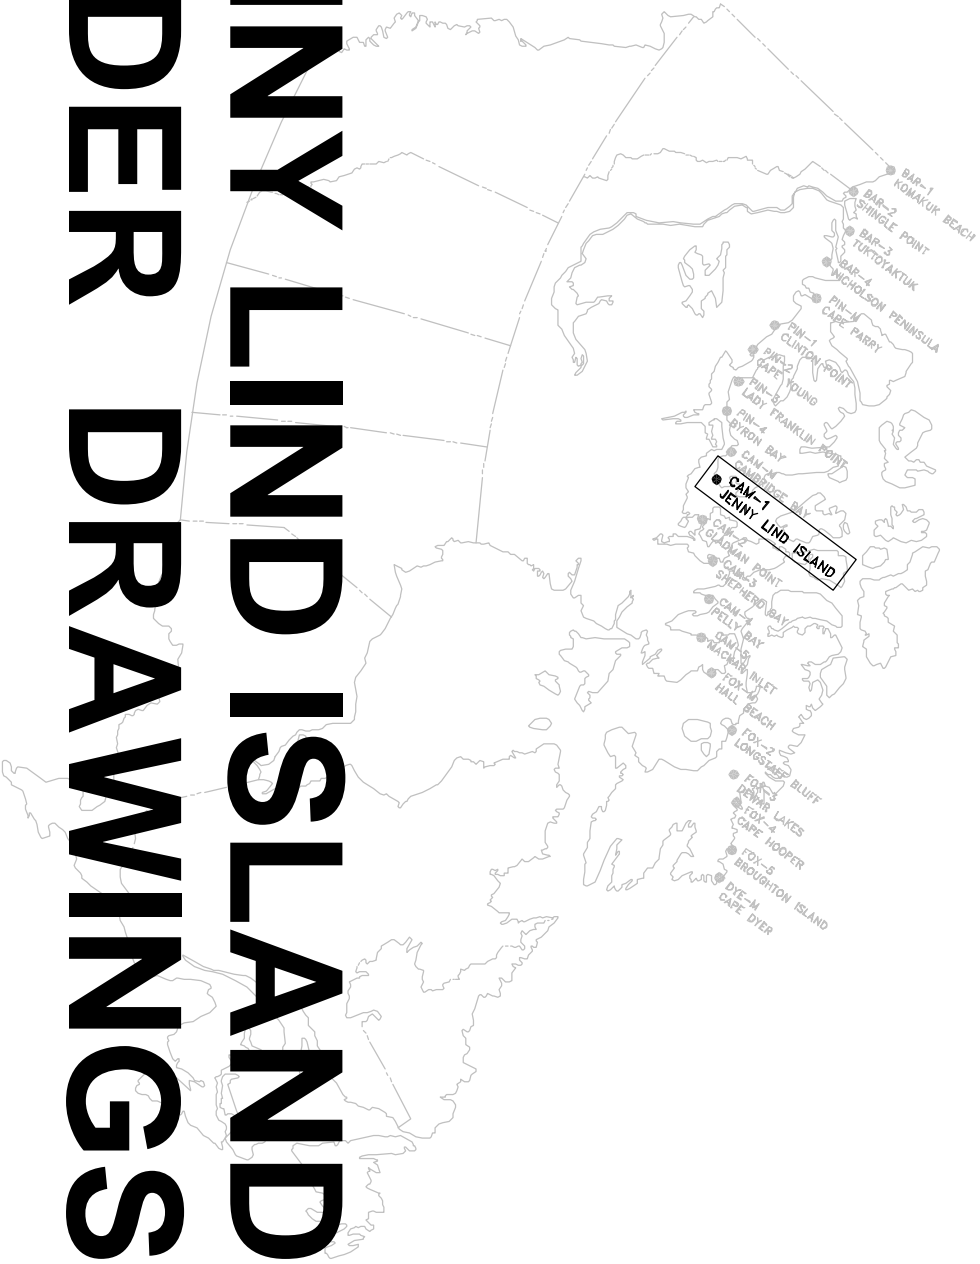 NNY LIND ISLAND
DER DRAWINGS
BAR-1
KOMAKUK BEACH
BAR-2
SHINGLE POINT
BAR-3
TUKTOYAKTUK
BAR-4
NICHOLSON PENINSULA
PIN-M
CAPE PARRY
PIN-1
CLINTON POINT
PIN-2
CAPE YOUNG
PIN-3
LADY FRANKLIN POINT
PIN-4
BYRON BAY
CAM-M
CAMBRIDGE BAY
CAM-1
JENNY LIND ISLAND
CAM-2
GLADMAN POINT
CAM-3
SHEPHERD BAY
CAM-4
PELLY BAY
CAM-5
MACKAR INLET
FOX-M
HALL BEACH
FOX-2
LONGSTAFF BLUFF
FOX-3
DEWAR LAKES
FOX-4
CAPE HOOPER
FOX-5
BROUGHTON ISLAND
DYE-M
CAPE DYER